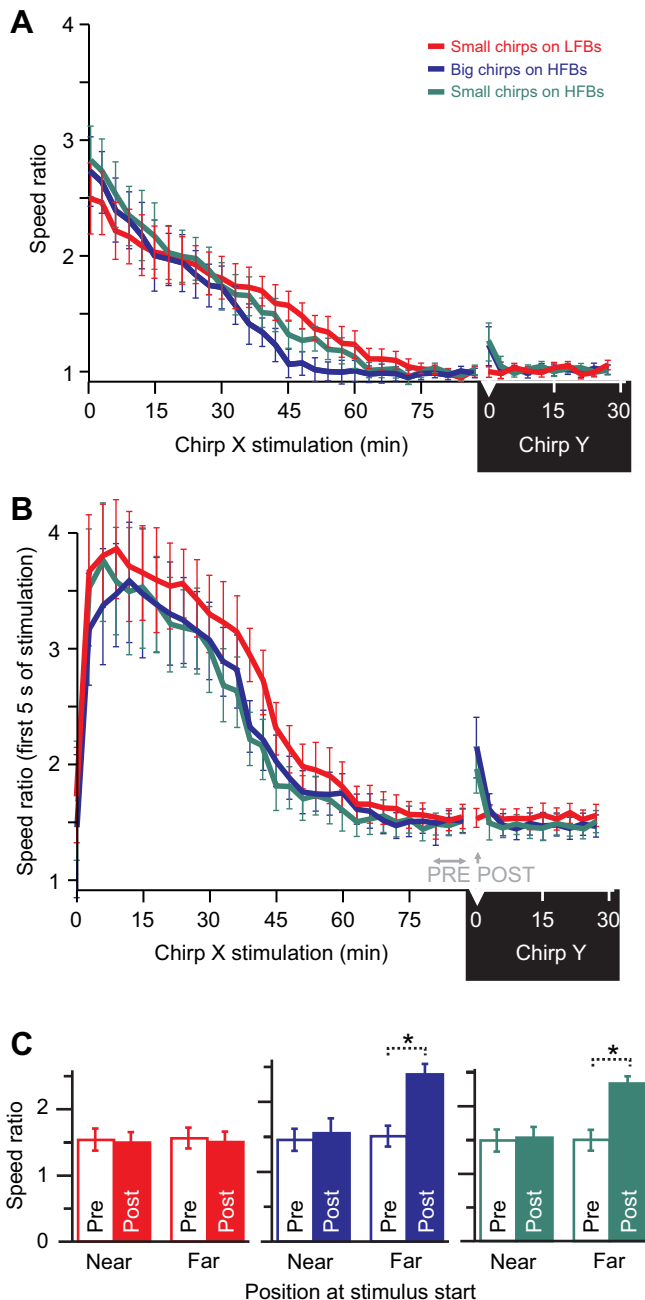 A
4
3
2
1
Speed ratio
Small chirps on LFBs
Big chirps on HFBs
Small chirps on HFBs
0 15 30 45 60 75 0 15 30
Chirp X stimulation (min) Chirp Y
B
4
3
2
1
Speed ratio (first 5 s of stimulation)
PRE POST
0 15 30 45 60 75 0 15 30
Chirp X stimulation (min) Chirp Y
C
* *
2
1
0
Speed ratio
Pre Post Pre Post Pre Post Pre Post Pre Post Pre Post
Near Far Near Far Near Far
Position at stimulus start